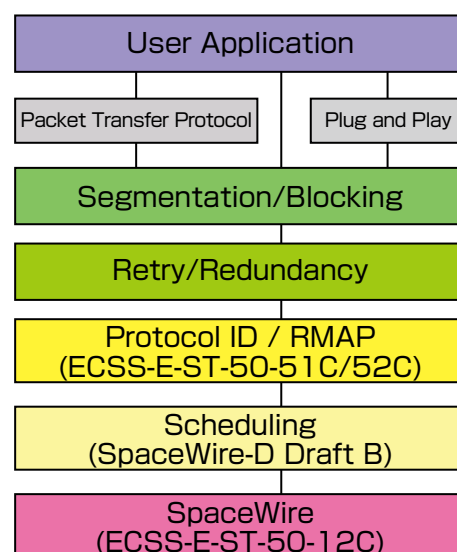 User Application
Packet Transfer Protocol
Plug and Play
Segmentation/Blocking
Retry/Redundancy
Protocol ID / RMAP
(ECSS-E-ST-50-51C/52C)
Scheduling
(SpaceWire-D Draft B)
SpaceWire
(ECSS-E-ST-50-12C)